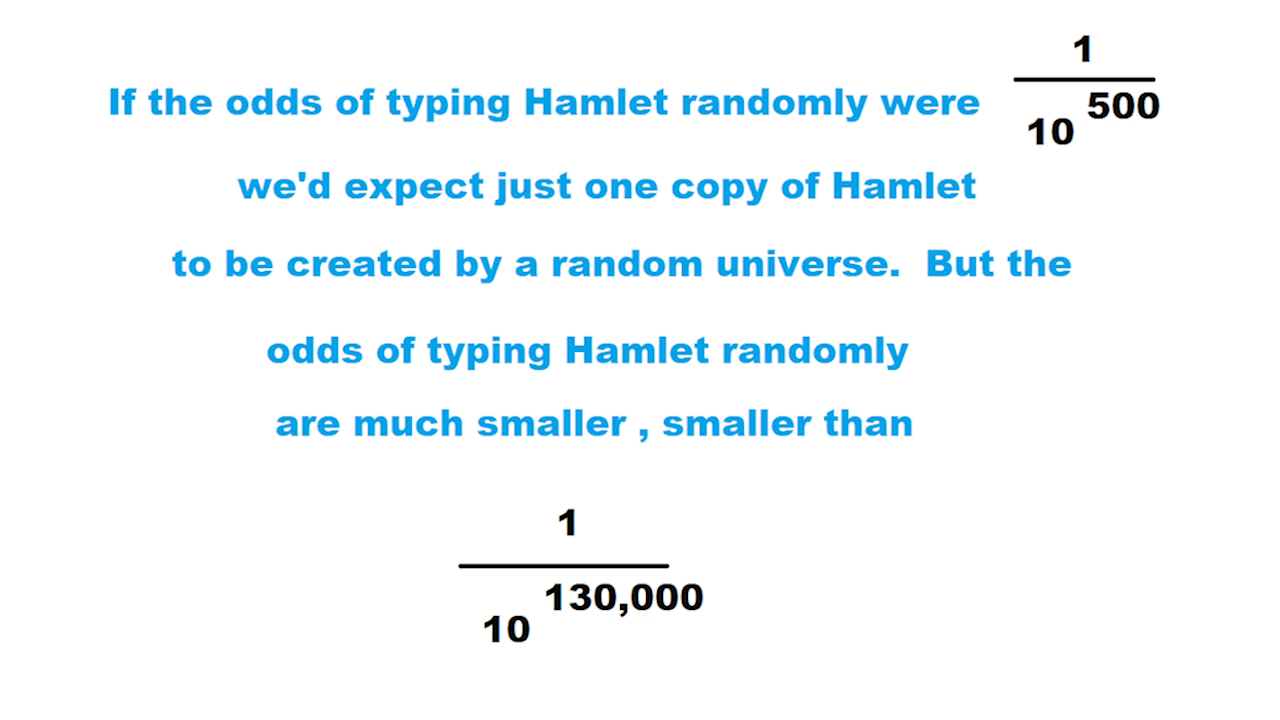 If the odds of typing Hamlet randomly were 1 / 10^500
we'd expect just one copy of Hamlet
to be created by a random universe. But the
odds of typing Hamlet randomly
are much smaller , smaller than
1
10^130,000